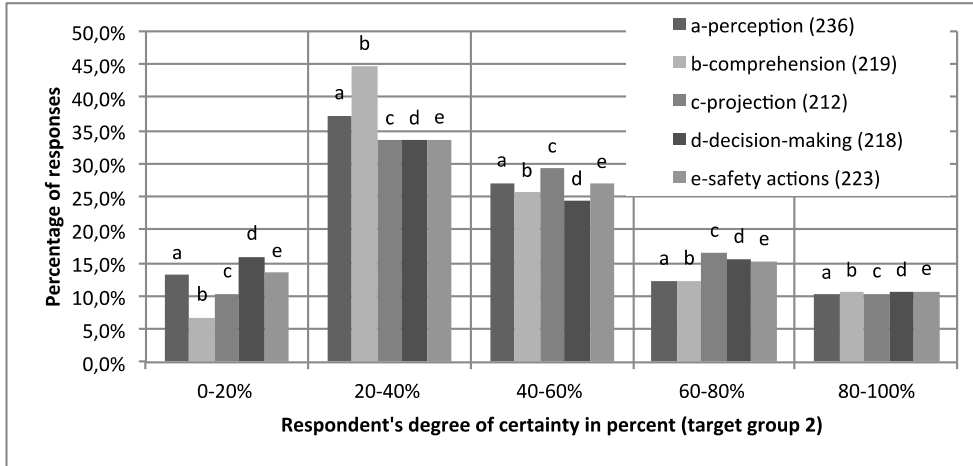 50,0%
45,0%
40,0%
35,0%
30,0%
25,0%
20,0%
15,0%
10,0%
5,0%
0,0%
Percentage of responses
a b c d e
a b c d e
a b c d e
a b c d e
a b c d e
a-perception (236)
b-comprehension (219)
c-projection (212)
d-decision-making (218)
e-safety actions (223)
0-20% 20-40% 40-60% 60-80% 80-100%
Respondent's degree of certainty in percent (target group 2)